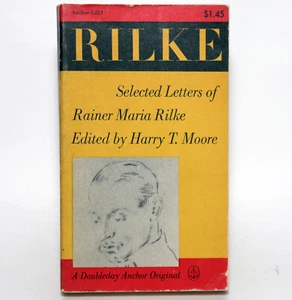 $1.45
RILKE
Selected Letters of
Rainer Maria Rilke
Edited by Harry T. Moore
A Doubleday Anchor Original